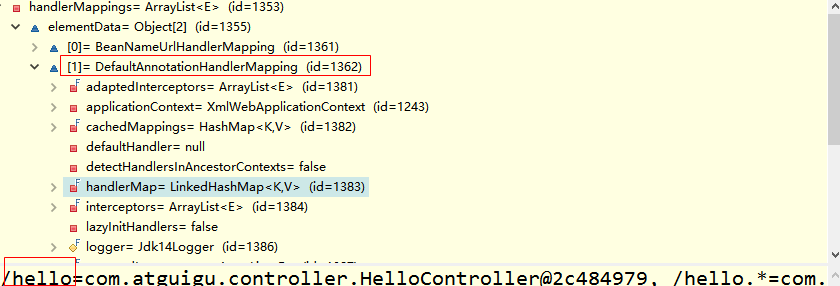 handlerMappings= ArrayList<E> (id=1353)
elementData= Object[2] (id=1355)
[0]= BeanNameUrlHandlerMapping (id=1361)
[1]= DefaultAnnotationHandlerMapping (id=1362)
adaptedInterceptors= ArrayList<E> (id=1381)
applicationContext= XmlWebApplicationContext (id=1243)
cachedMappings= HashMap<K,V> (id=1382)
defaultHandler= null
detectHandlersInAncestorContexts= false
handlerMap= LinkedHashMap<K,V> (id=1383)
interceptors= ArrayList<E> (id=1384)
lazyInitHandlers= false
logger= Jdk14Logger (id=1386)
/hello=com.atguigu.controller.HelloController@2c484979, /hello.*=com.